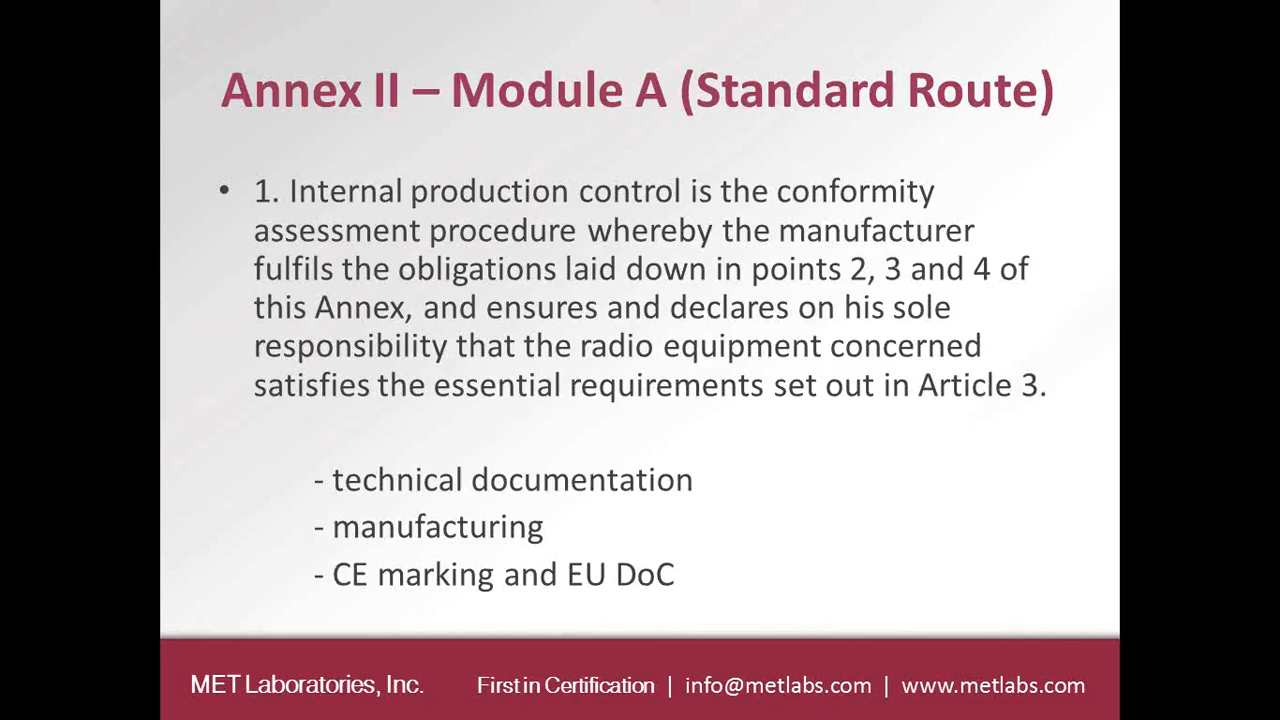 Annex II – Module A (Standard Route)
• 1. Internal production control is the conformity
assessment procedure whereby the manufacturer
fulfils the obligations laid down in points 2, 3 and 4 of
this Annex, and ensures and declares on his sole
responsibility that the radio equipment concerned
satisfies the essential requirements set out in Article 3.
- technical documentation
- manufacturing
- CE marking and EU DoC
MET Laboratories, Inc. First in Certification | info@metlabs.com | www.metlabs.com